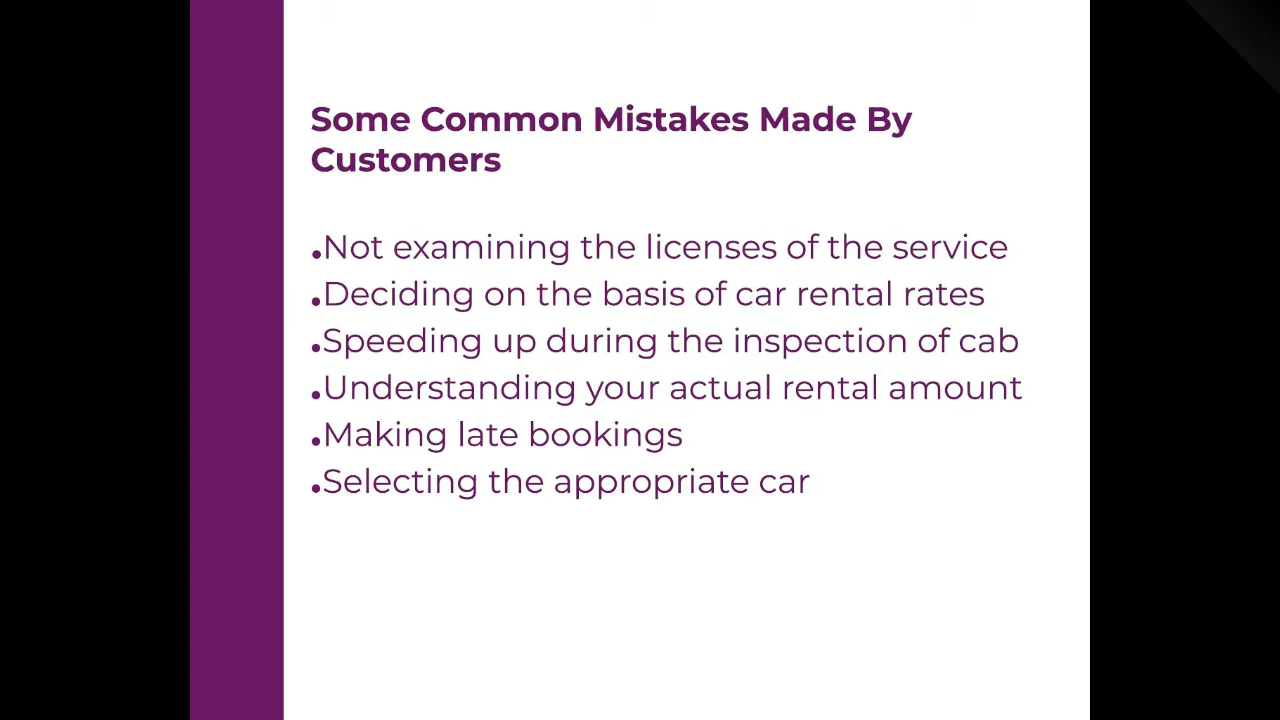 Some Common Mistakes Made By
Customers
•Not examining the licenses of the service
•Deciding on the basis of car rental rates
•Speeding up during the inspection of cab
•Understanding your actual rental amount
•Making late bookings
•Selecting the appropriate car